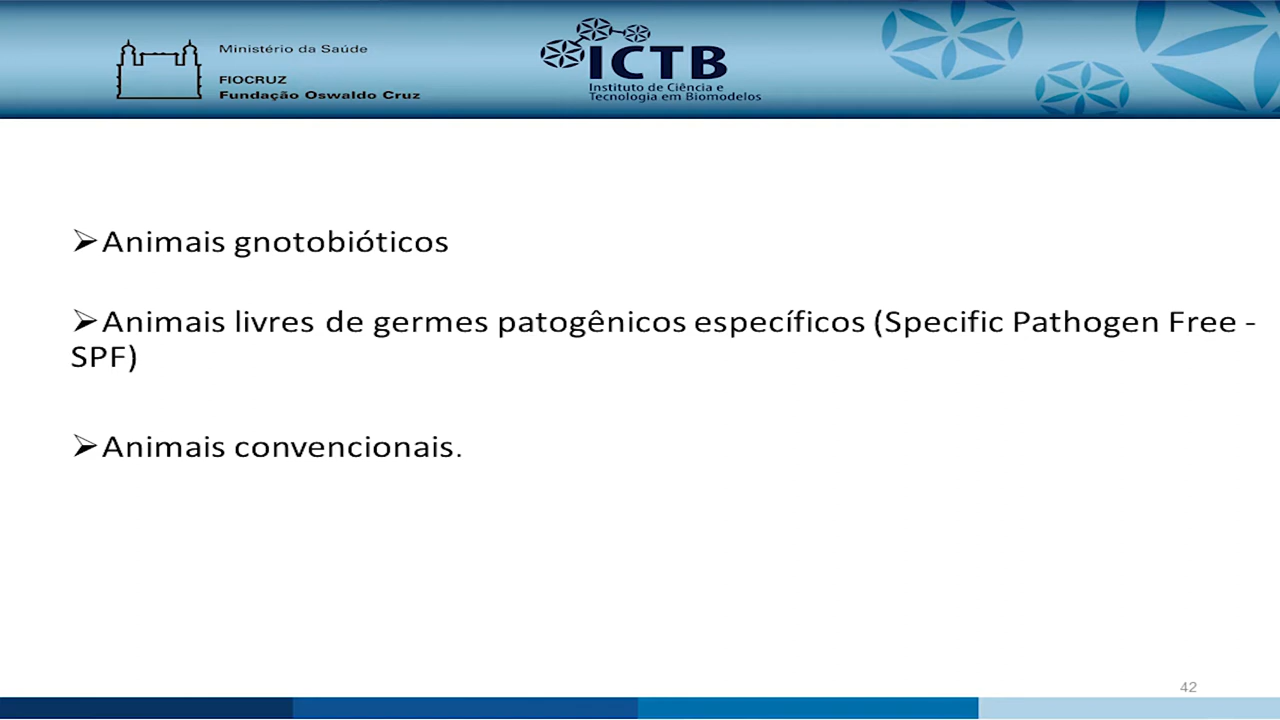 Ministério da Saúde
FIOCRUZ
Fundação Oswaldo Cruz
ICTB
Instituto de Ciência e
Tecnologia em Biomodelos
➢Animais gnotobióticos
➢Animais livres de germes patogênicos específicos (Specific Pathogen Free -
SPF)
➢Animais convencionais.
42